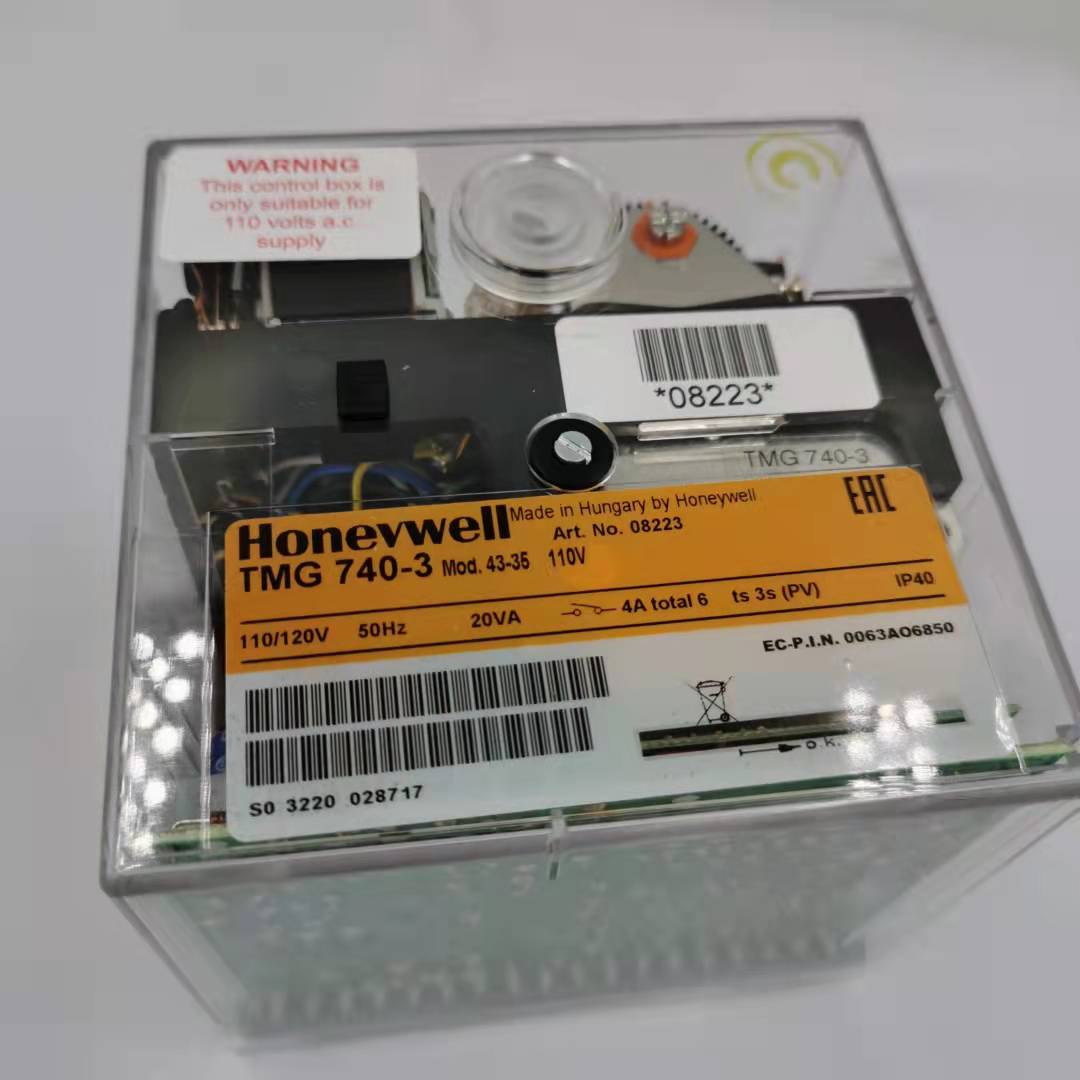 WARNING
This control box is
only suitable for
110 volts a.c.
supply
*08223*
TMG 740-3
EAC
Honeywell Made in Hungary by Honeywell
Art. No. 08223
TMG 740-3 Mod. 43-35 110V
110/120V 50Hz 20VA 4A total 6 ts 3s (PV) IP40
EC-P.I.N. 0063AO6850
o.k.
S0 3220 028717